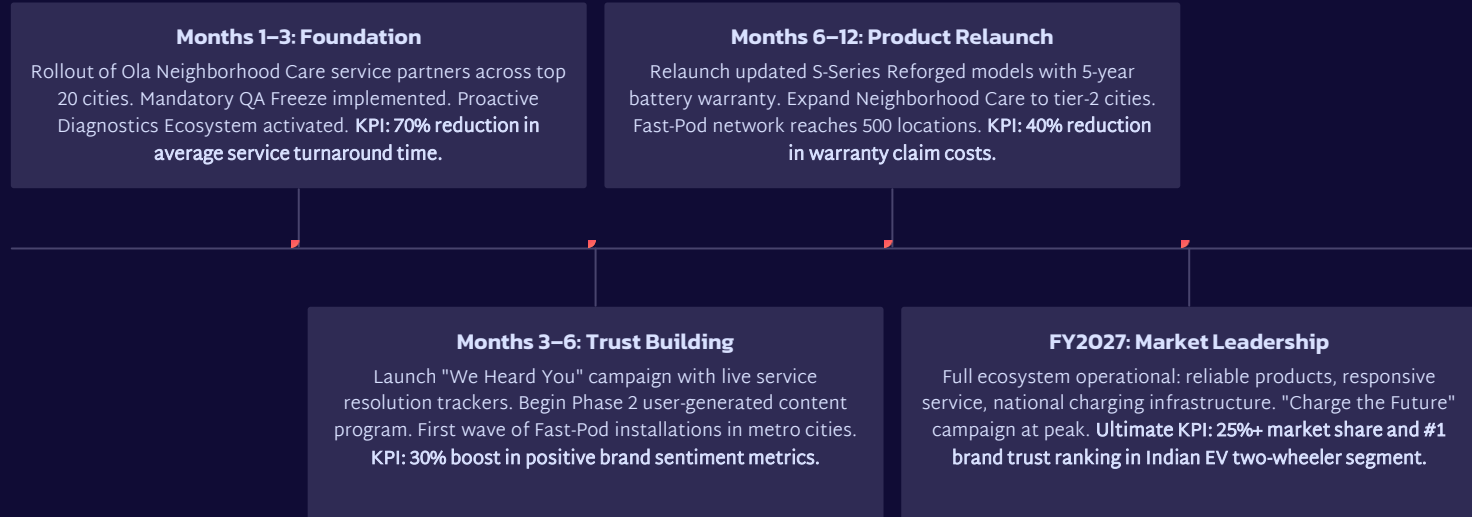 Months 1–3: Foundation
Rollout of Ola Neighborhood Care service partners across top
20 cities. Mandatory QA Freeze implemented. Proactive
Diagnostics Ecosystem activated. KPI: 70% reduction in
average service turnaround time.
Months 6–12: Product Relaunch
Relaunch updated S-Series Reforged models with 5-year
battery warranty. Expand Neighborhood Care to tier-2 cities.
Fast-Pod network reaches 500 locations. KPI: 40% reduction
in warranty claim costs.
Months 3–6: Trust Building
Launch "We Heard You" campaign with live service
resolution trackers. Begin Phase 2 user-generated content
program. First wave of Fast-Pod installations in metro cities.
KPI: 30% boost in positive brand sentiment metrics.
FY2027: Market Leadership
Full ecosystem operational: reliable products, responsive
service, national charging infrastructure. "Charge the Future"
campaign at peak. Ultimate KPI: 25%+ market share and #1
brand trust ranking in Indian EV two-wheeler segment.